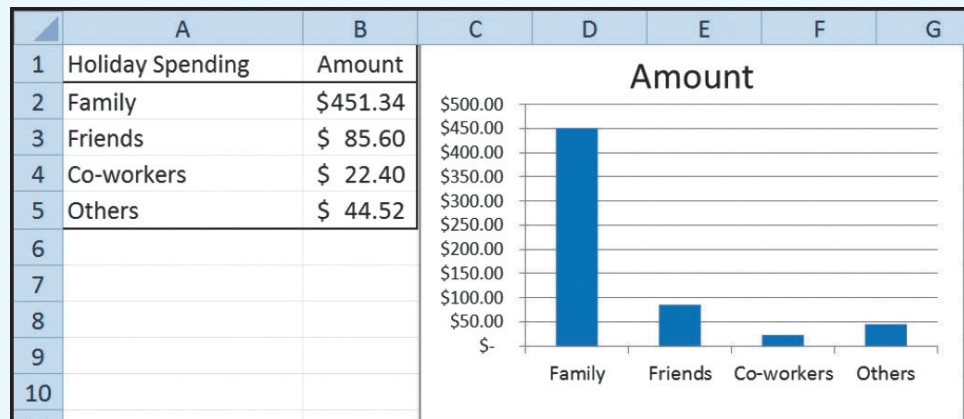 A B C D E F G
1 Holiday Spending Amount
2 Family $451.34
3 Friends $ 85.60
4 Co-workers $ 22.40
5 Others $ 44.52
6
7
8
9
10
Amount
$500.00
$450.00
$400.00
$350.00
$300.00
$250.00
$200.00
$150.00
$100.00
$50.00
$-
Family Friends Co-workers Others